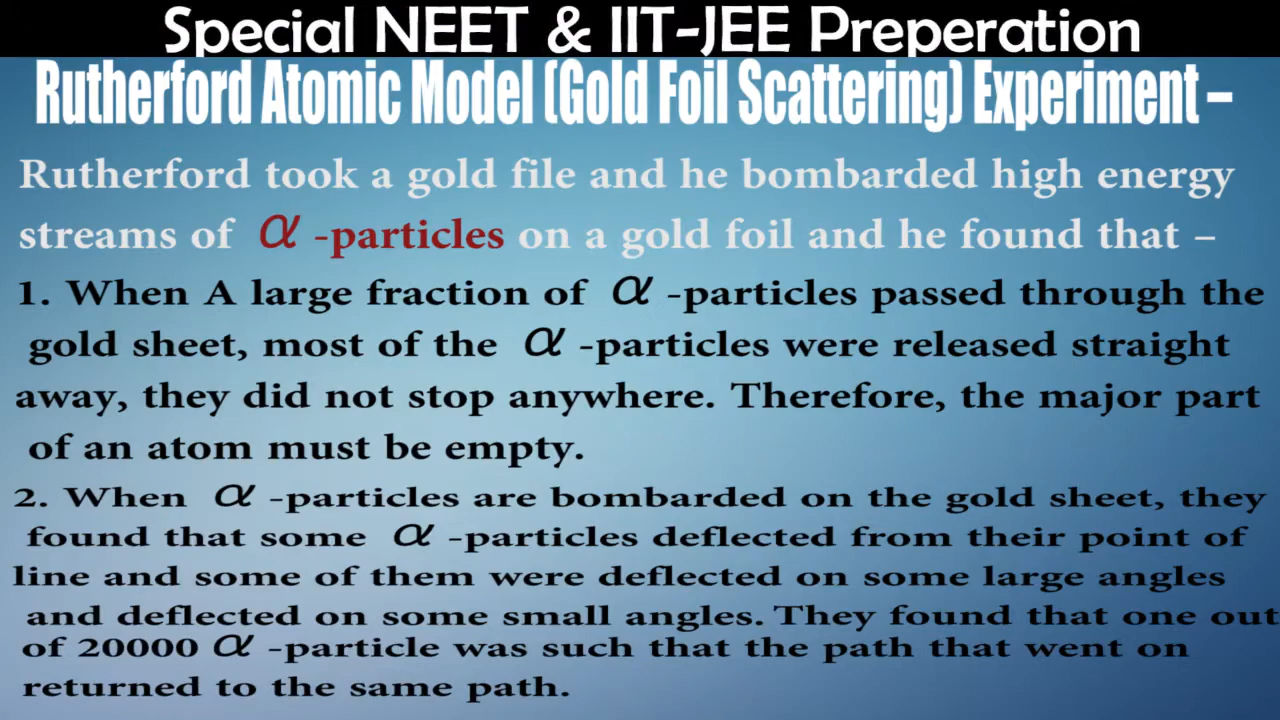 Special NEET & IIT-JEE Preperation
Rutherford Atomic Model (Gold Foil Scattering) Experiment –
Rutherford took a gold file and he bombarded high energy
streams of α -particles on a gold foil and he found that –
1. When A large fraction of α -particles passed through the
gold sheet, most of the α -particles were released straight
away, they did not stop anywhere. Therefore, the major part
of an atom must be empty.
2. When α -particles are bombarded on the gold sheet, they
found that some α -particles deflected from their point of
line and some of them were deflected on some large angles
and deflected on some small angles. They found that one out
of 20000 α -particle was such that the path that went on
returned to the same path.